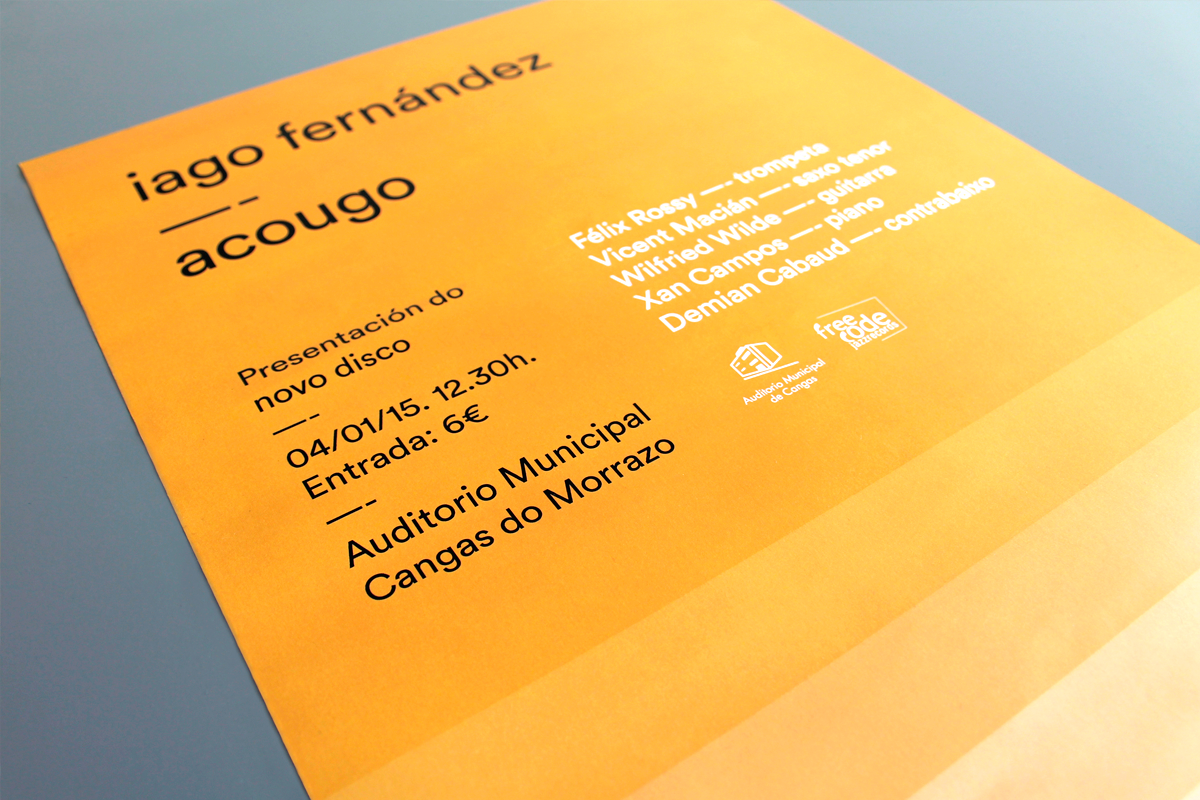 iago fernández
—-
acougo
Presentación do
novo disco
—-
04/01/15. 12.30h.
Entrada: 6€
—-
Auditorio Municipal
Cangas do Morrazo
Félix Rossy —- trompeta
Vicent Macián —- saxo tenor
Wilfried Wilde —- guitarra
Xan Campos —- piano
Demian Cabaud —- contrabaixo
Auditorio Municipal
de Cangas
free
code
jazzrecords